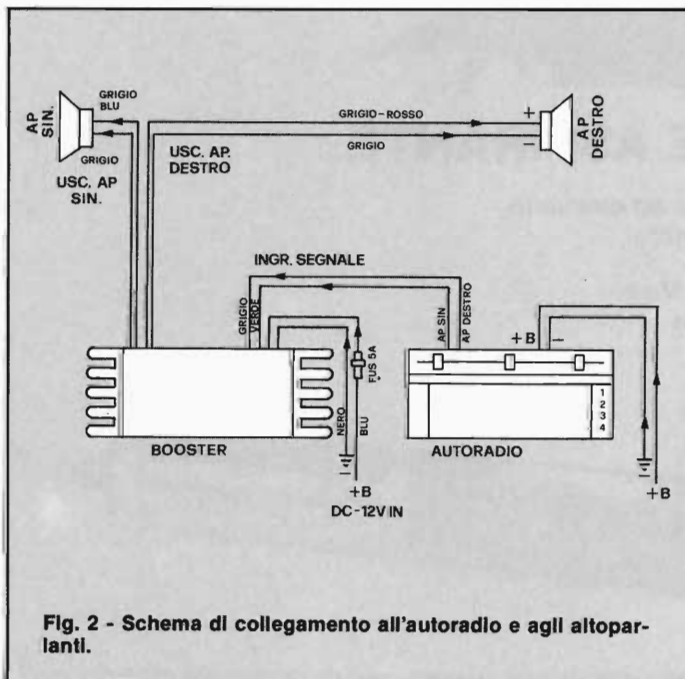 GRIGIO
BLU
AP
SIN.
GRIGIO
USC. AP
SIN.
GRIGIO-ROSSO
GRIGIO
USC. AP.
DESTRO
+
−
AP
DESTRO
INGR. SEGNALE
GRIGIO
VERDE
AP SIN
AP DESTRO
+B
−
FUS 5A
NERO
BLU
1
2
3
4
BOOSTER
AUTORADIO
−
+B
DC-12V IN
−
+B
Fig. 2 - Schema di collegamento all'autoradio e agli altopar-
lanti.